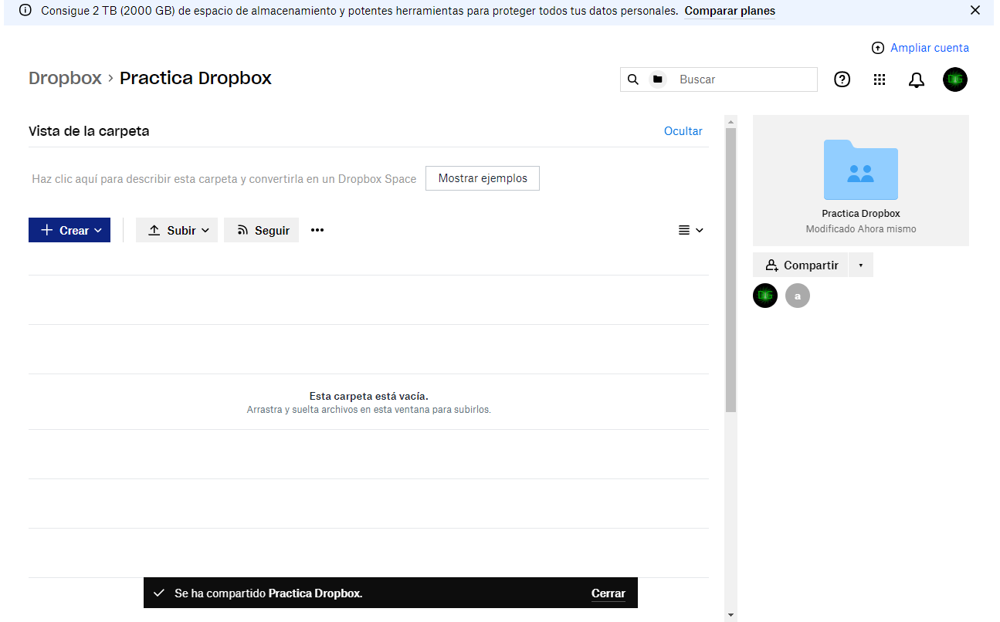 Consigue 2 TB (2000 GB) de espacio de almacenamiento y potentes herramientas para proteger todos tus datos personales. Comparar planes
Ampliar cuenta
Dropbox › Practica Dropbox
Buscar
DG
Vista de la carpeta
Ocultar
Haz clic aquí para describir esta carpeta y convertirla en un Dropbox Space
Mostrar ejemplos
Crear
Subir
Seguir
Practica Dropbox
Modificado Ahora mismo
Compartir
DG
a
Esta carpeta está vacía.
Arrastra y suelta archivos en esta ventana para subirlos.
Se ha compartido Practica Dropbox.
Cerrar